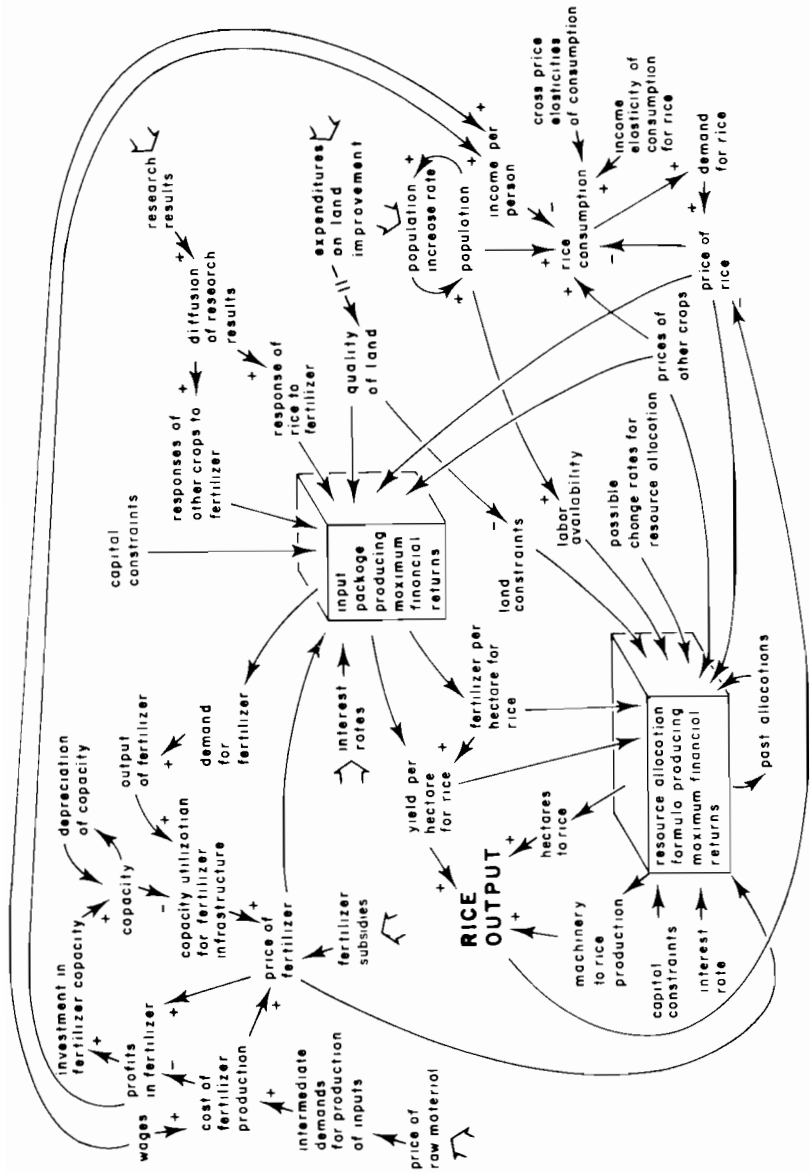 wages
profits
in fertilizer
investment in
fertilizer capacity
+
+
+
-
cost of
fertilizer
production
+
intermediate
demands
for production
of inputs
price of
raw material
+
+
price of
fertilizer
+
fertilizer
subsidies
capacity
depreciation
of capacity
-
capacity utilization
for fertilizer
infrastructure
+
output
of fertilizer
+
demand
for
fertilizer
interest
rates
capital
constraints
input
package
producing
maximum
financial
returns
responses of
other crops to
fertilizer
+
diffusion
of research
results
+
research
results
+
response of
rice to
fertilizer
quality
of land
expenditures
on land
improvement
population
increase rate
+
population
+
income per
person
+
+
-
rice
consumption
+
+
-
+
cross price
elasticities
of consumption
income
elasticity of
consumption
for rice
+
demand
for rice
+
price of
rice
-
prices of
other crops
land
constraints
-
labor
availability
+
possible
change rates for
resource allocation
yield per
hectare
for rice
+
fertilizer per
hectare for
rice
+
RICE
OUTPUT
+
+
hectares
to rice
machinery
to rice
production
capital
constraints
interest
rate
resource allocation
formula producing
maximum financial
returns
past allocations